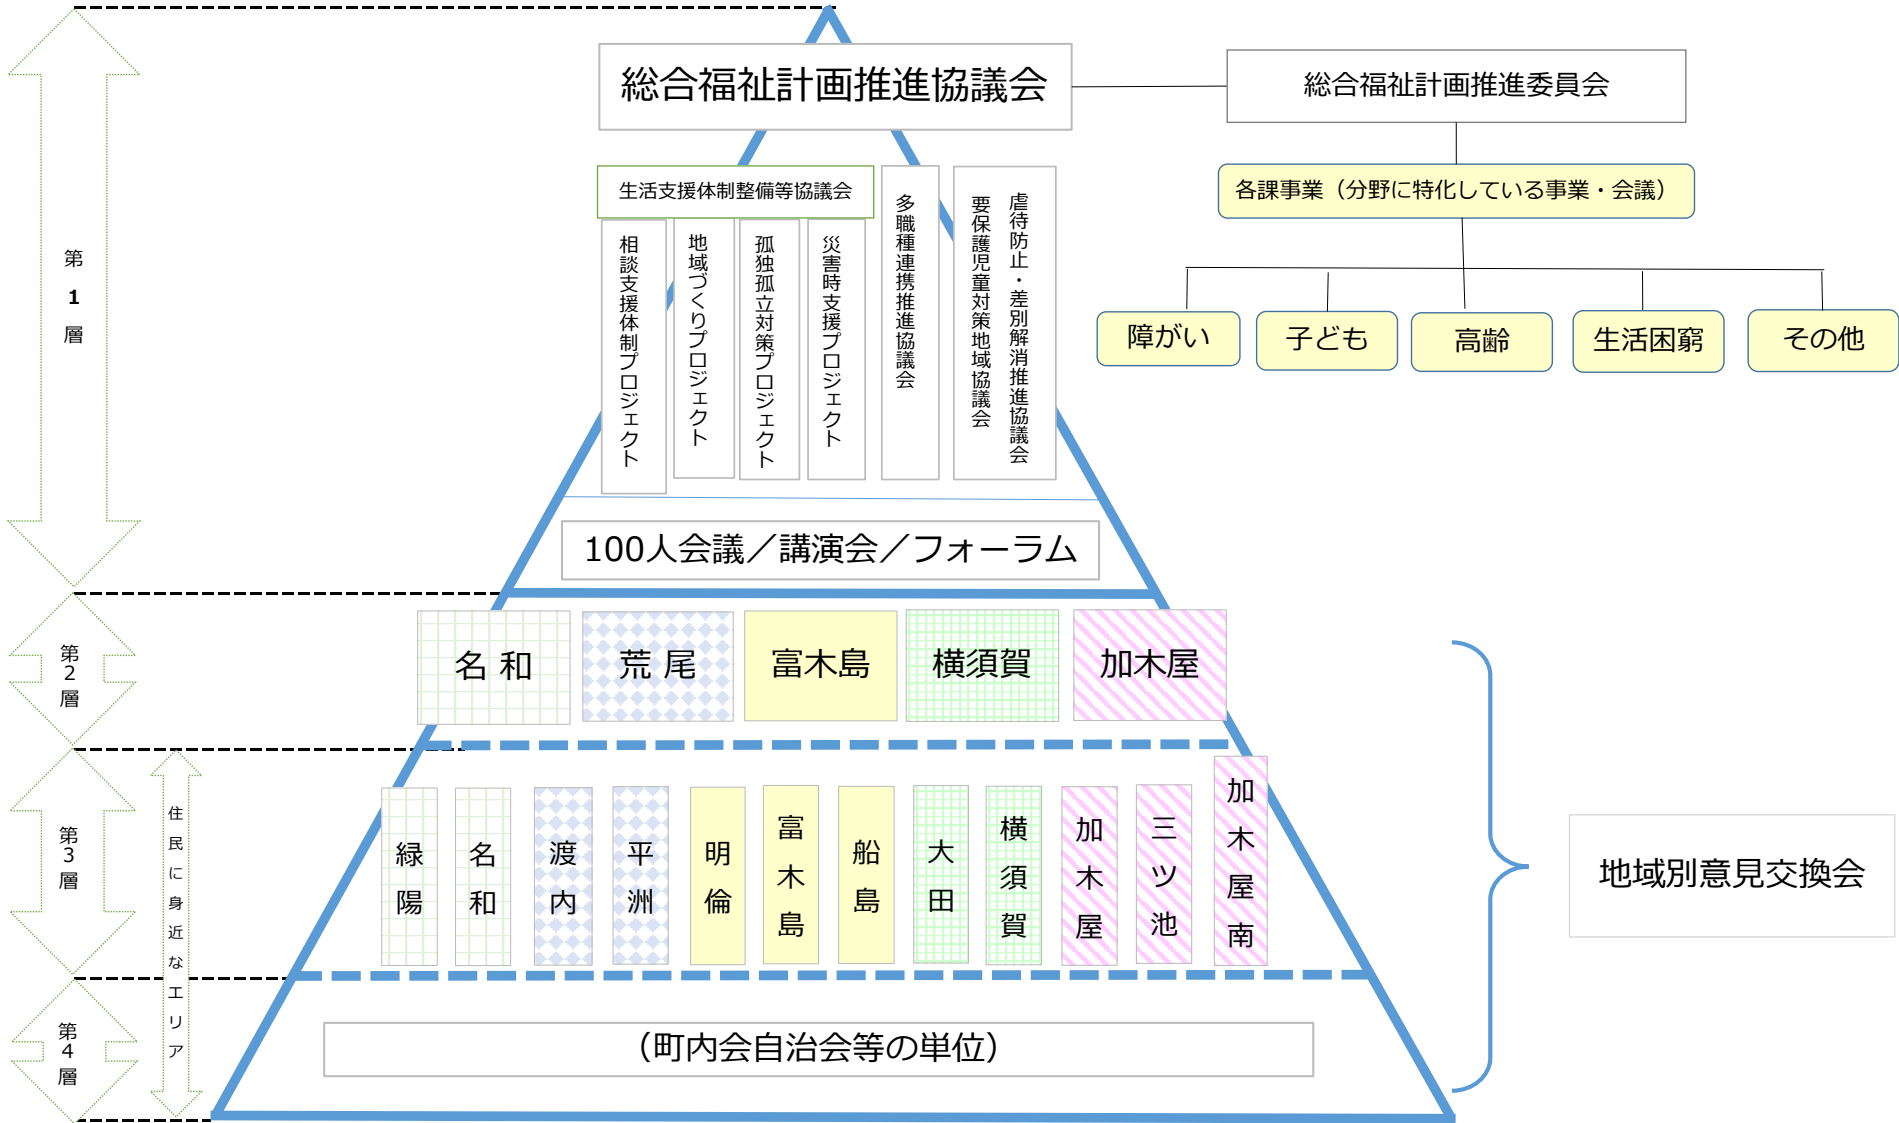 総合福祉計画推進協議会
総合福祉計画推進委員会
各課事業（分野に特化している事業・会議）
障がい
子ども
高齢
生活困窮
その他
生活支援体制整備等協議会
相談支援体制プロジェクト
地域づくりプロジェクト
孤独孤立対策プロジェクト
災害時支援プロジェクト
多職種連携推進協議会
虐待防止・差別解消推進協議会
要保護児童対策地域協議会
第1層
100人会議／講演会／フォーラム
第2層
名和
荒尾
富木島
横須賀
加木屋
第3層
住民に身近なエリア
緑陽
名和
渡内
平洲
明倫
富木島
船島
大田
横須賀
加木屋
三ツ池
加木屋南
地域別意見交換会
第4層
（町内会自治会等の単位）